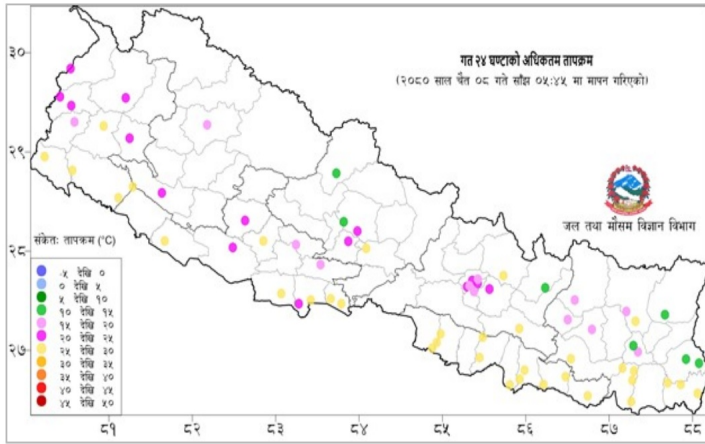 गत २४ घण्टाको अधिकतम तापक्रम
(२०८० साल चैत ०८ गते साँझ ०५:४५ मा मापन गरिएको)
३०
२९
जल तथा मौसम विज्ञान विभाग
२८
संकेतः तापक्रम (°C)
-५ देखि ०
० देखि ५
५ देखि १०
१० देखि १५
१५ देखि २०
२० देखि २५
२५ देखि ३०
३० देखि ३५
३५ देखि ४०
४० देखि ४५
४५ देखि ५०
२७
८१ ८२ ८३ ८४ ८५ ८६ ८७ ८८